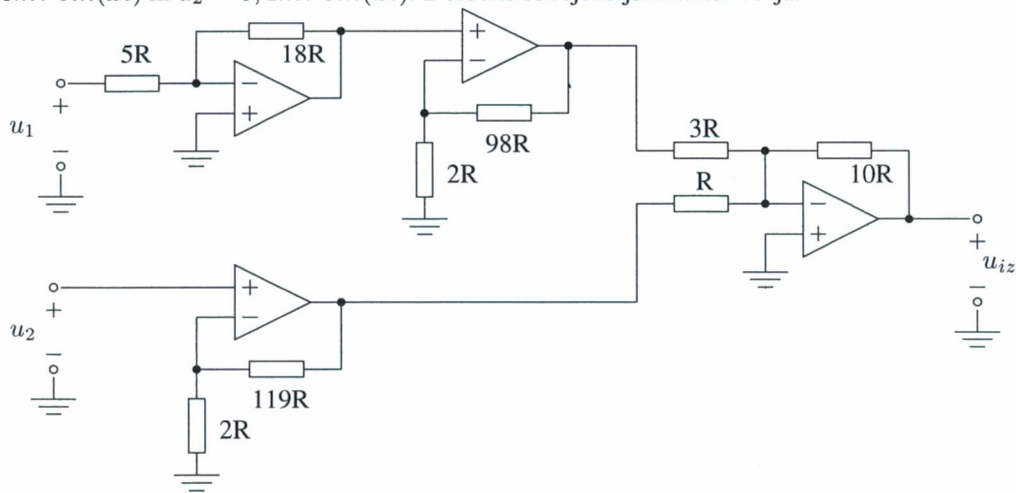 18R
5R
98R
2R
u1
3R
10R
R
u2
119R
2R
uiz
+
−
+
−
+
−
+
−
+
−
+
−
+
−